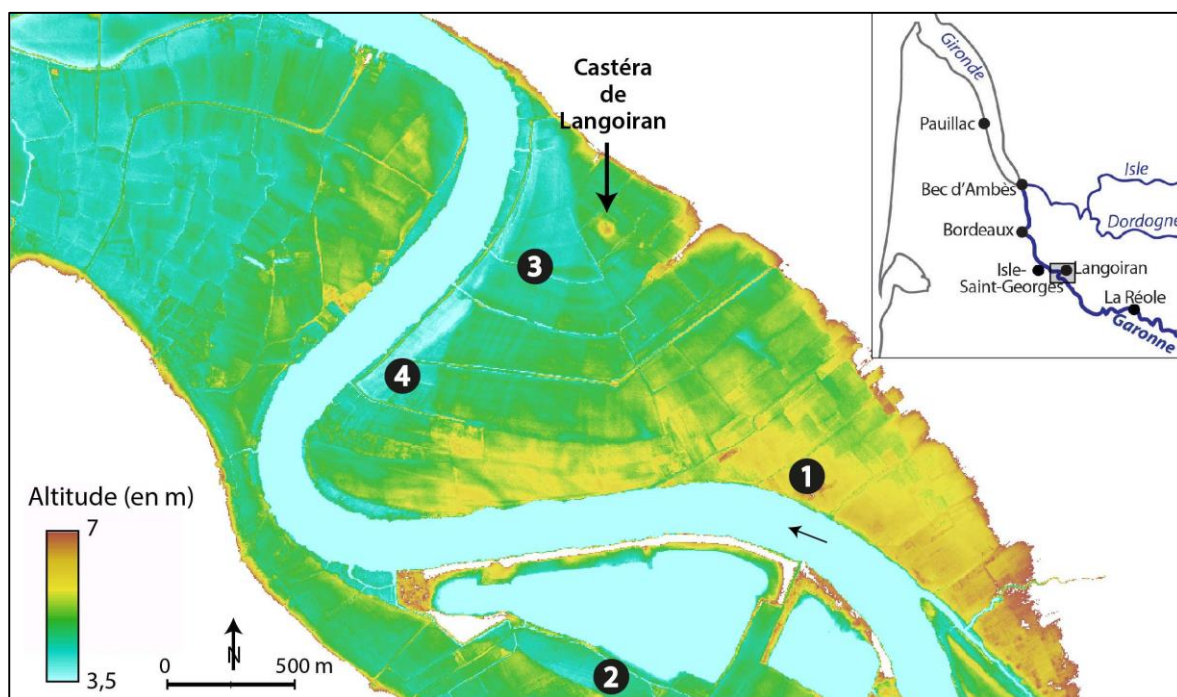 Castéra
de
Langoiran
3
4
1
2
Altitude (en m)
7
3,5
N
0
500 m
Gironde
Pauillac
Isle
Bec d’Ambès
Dordogne
Bordeaux
Isle-
Saint-Georges
Langoiran
La Réole
Garonne